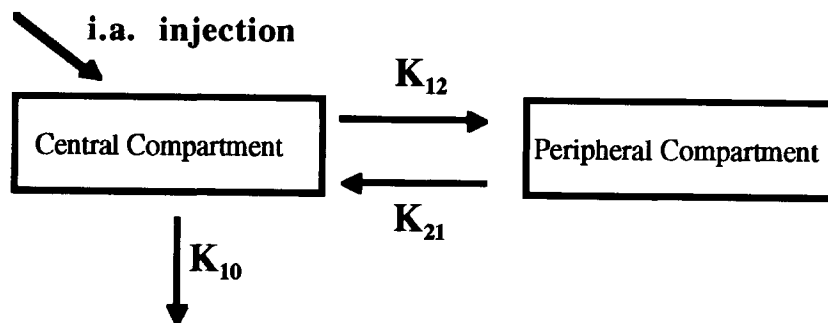 i.a. injection
K12
Central Compartment
Peripheral Compartment
K21
K10